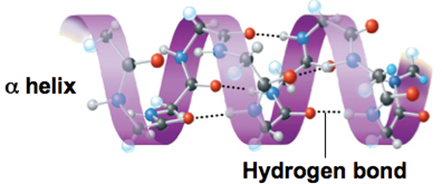 α helix
Hydrogen bond